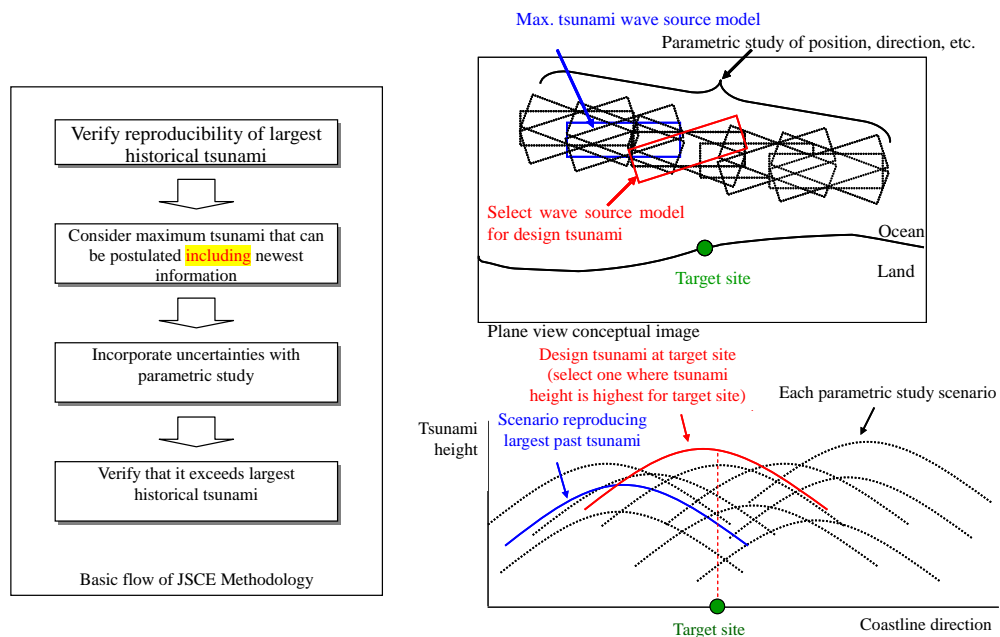 Verify reproducibility of largest
historical tsunami
Consider maximum tsunami that can
be postulated including newest
information
Incorporate uncertainties with
parametric study
Verify that it exceeds largest
historical tsunami
Basic flow of JSCE Methodology
Max. tsunami wave source model
Parametric study of position, direction, etc.
Select wave source model
for design tsunami
Ocean
Land
Target site
Plane view conceptual image
Design tsunami at target site
(select one where tsunami
height is highest for target site)
Each parametric study scenario
Scenario reproducing
largest past tsunami
Tsunami
height
Target site
Coastline direction